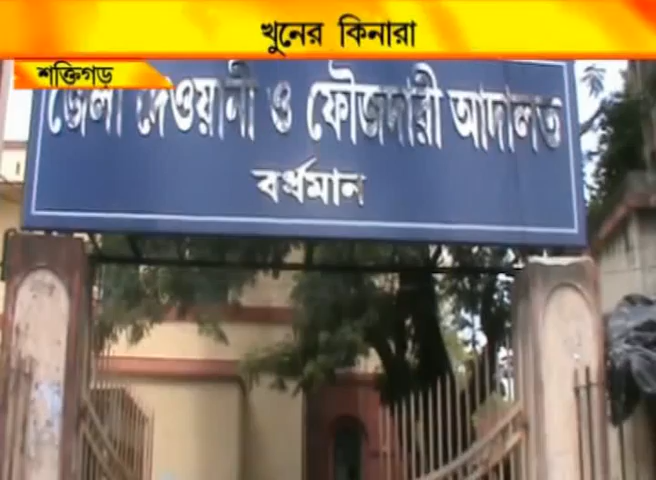 খুনের কিনারা
শক্তিগড়
জেলা দেওয়ানী ও ফৌজদারী আদালত
বর্ধমান